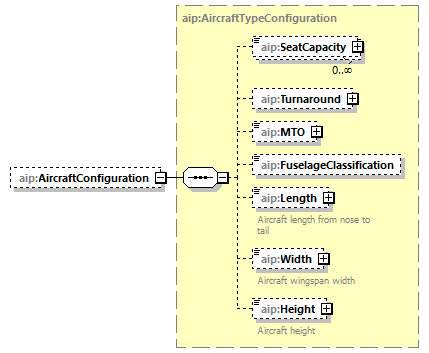 aip:AircraftTypeConfiguration
aip:SeatCapacity
0..∞
aip:Turnaround
aip:MTO
aip:AircraftConfiguration
aip:FuselageClassification
aip:Length
Aircraft length from nose to
tail
aip:Width
Aircraft wingspan width
aip:Height
Aircraft height